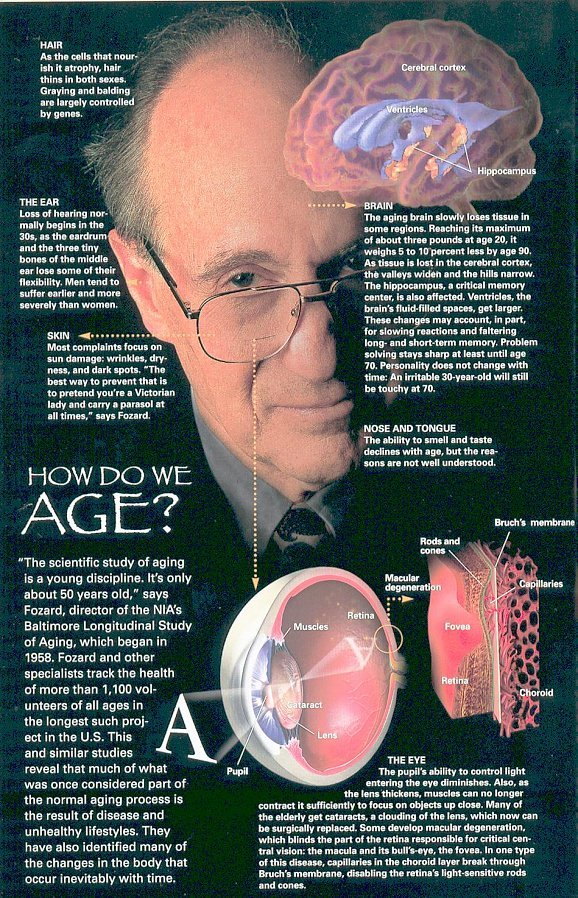 HAIR
As the cells that nour-
ish it atrophy, hair
thins in both sexes.
Graying and balding
are largely controlled
by genes.
Cerebral cortex
Ventricles
Hippocampus
THE EAR
Loss of hearing nor-
mally begins in the
30s, as the eardrum
and the three tiny
bones of the middle
ear lose some of their
flexibility. Men tend to
suffer earlier and more
severely than women.
BRAIN
The aging brain slowly loses tissue in
some regions. Reaching its maximum
of about three pounds at age 20, it
weighs 5 to 10 percent less by age 90.
As tissue is lost in the cerebral cortex,
the valleys widen and the hills narrow.
The hippocampus, a critical memory
center, is also affected. Ventricles, the
brain's fluid-filled spaces, get larger.
These changes may account, in part,
for slowing reactions and faltering
long- and short-term memory. Problem
solving stays sharp at least until age
70. Personality does not change with
time: An irritable 30-year-old will still
be touchy at 70.
SKIN
Most complaints focus on
sun damage: wrinkles, dry-
ness, and dark spots. "The
best way to prevent that is
to pretend you're a Victorian
lady and carry a parasol at
all times," says Fozard.
NOSE AND TONGUE
The ability to smell and taste
declines with age, but the rea-
sons are not well understood.
HOW DO WE
AGE?
"The scientific study of aging
is a young discipline. It's only
about 50 years old," says
Fozard, director of the NIA's
Baltimore Longitudinal Study
of Aging, which began in
1958. Fozard and other
specialists track the health
of more than 1,100 vol-
unteers of all ages in
the longest such proj-
ect in the U.S. This
and similar studies
reveal that much of what
was once considered part of
the normal aging process is
the result of disease and
unhealthy lifestyles. They
have also identified many of
the changes in the body that
occur inevitably with time.
Bruch's membrane
Rods and
cones
Capillaries
Macular
degeneration
Fovea
Retina
Choroid
Muscles
Retina
Cataract
Lens
A
Pupil
THE EYE
The pupil's ability to control light
entering the eye diminishes. Also, as
the lens thickens, muscles can no longer
contract it sufficiently to focus on objects up close. Many of
the elderly get cataracts, a clouding of the lens, which now can
be surgically replaced. Some develop macular degeneration,
which blinds the part of the retina responsible for critical cen-
tral vision: the macula and its bull's-eye, the fovea. In one type
of this disease, capillaries in the choroid layer break through
Bruch's membrane, disabling the retina's light-sensitive rods
and cones.